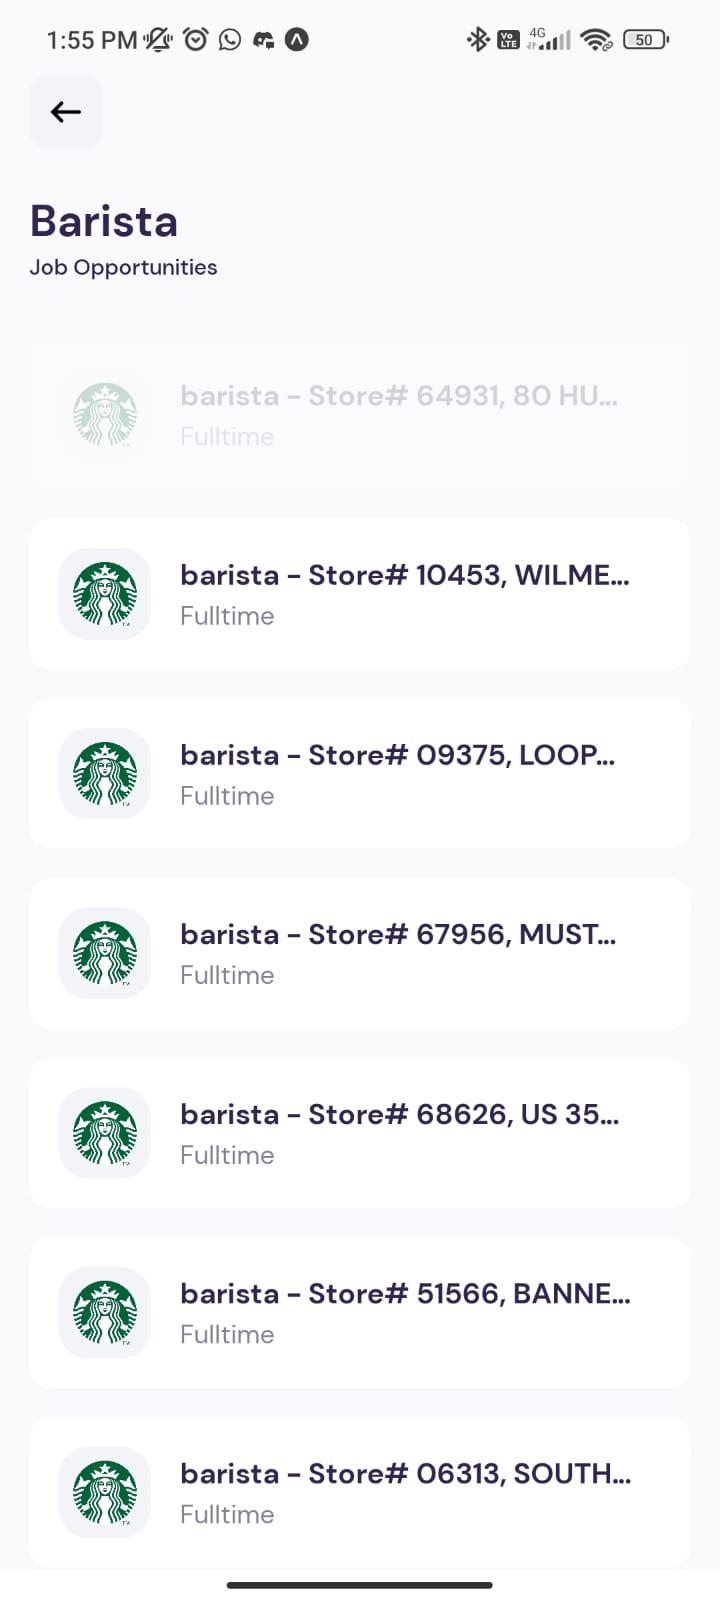 1:55 PM
Vo LTE
4G
50
Barista
Job Opportunities
barista - Store# 64931, 80 HU...
Fulltime
barista - Store# 10453, WILME...
Fulltime
barista - Store# 09375, LOOP...
Fulltime
barista - Store# 67956, MUST...
Fulltime
barista - Store# 68626, US 35...
Fulltime
barista - Store# 51566, BANNE...
Fulltime
barista - Store# 06313, SOUTH...
Fulltime